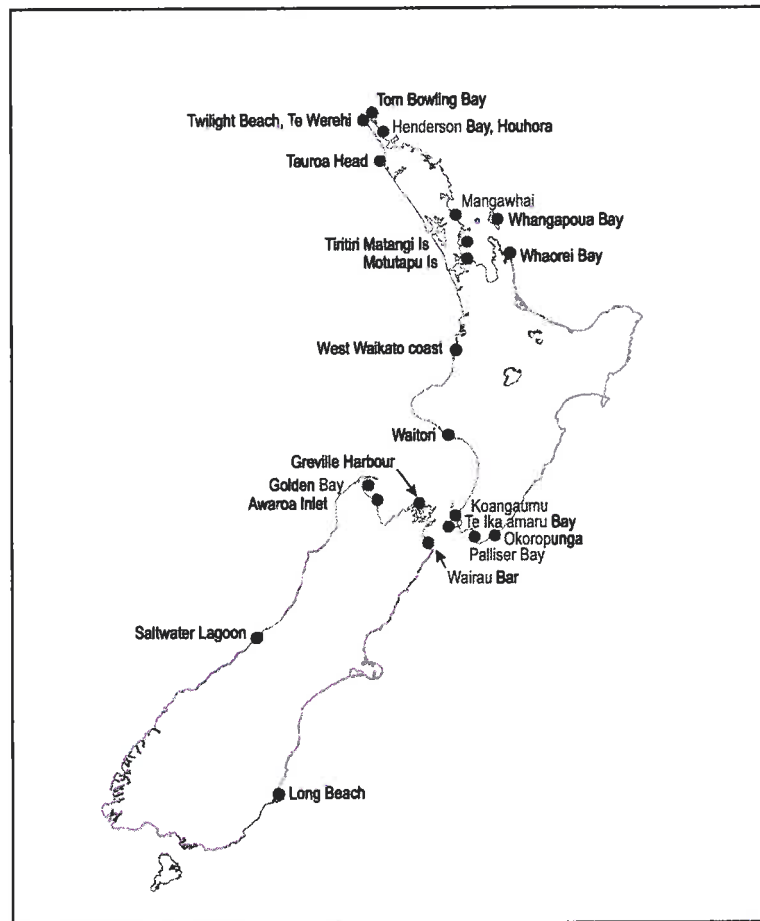 Tom Bowling Bay
Twilight Beach, Te Werehi
Henderson Bay, Houhora
Tauroa Head
Mangawhai
Whangapoua Bay
Tiritiri Matangi Is
Motutapu Is
Whaorei Bay
West Waikato coast
Waitori
Greville Harbour
Golden Bay
Awaroa Inlet
Koangaumu
Te Ika amaru Bay
Okoropunga
Palliser Bay
Wairau Bar
Saltwater Lagoon
Long Beach